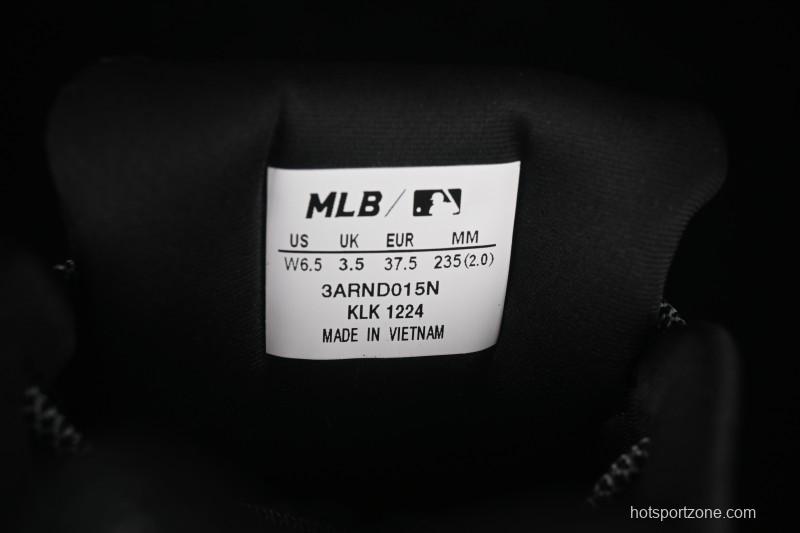 MLB
US UK EUR MM
W6.5 3.5 37.5 235(2.0)
3ARND015N
KLK 1224
MADE IN VIETNAM
hotsportzone.com